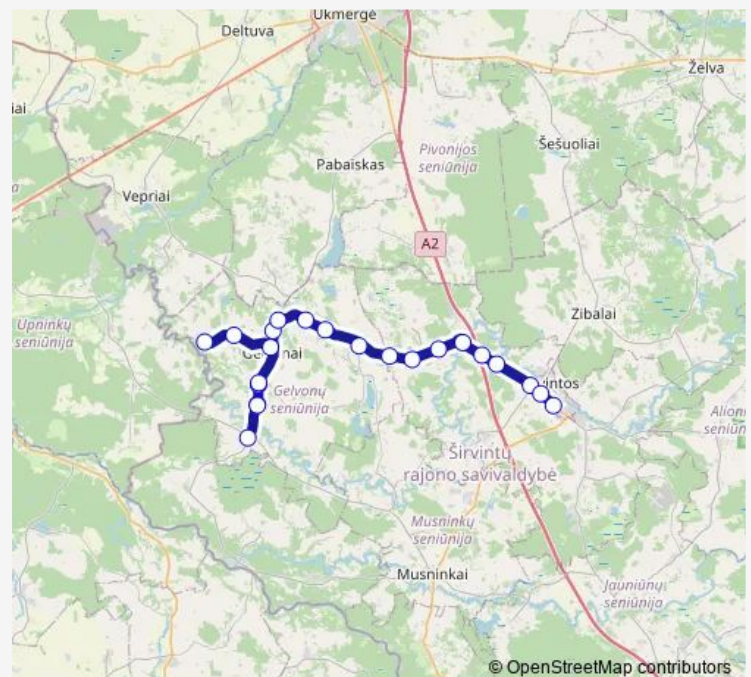 Ukmergė
Deltuva
Želva
Šešuoliai
Pivonijos
seniūnija
Pabaiskas
Vepriai
A2
Zibalai
Upninkų
seniūnija
Gelvonų
seniūnija
Širvintų
rajono savivaldybė
Musninkų
seniūnija
Musninkai
Jauniūnų
seniūnija
© OpenStreetMap contributors